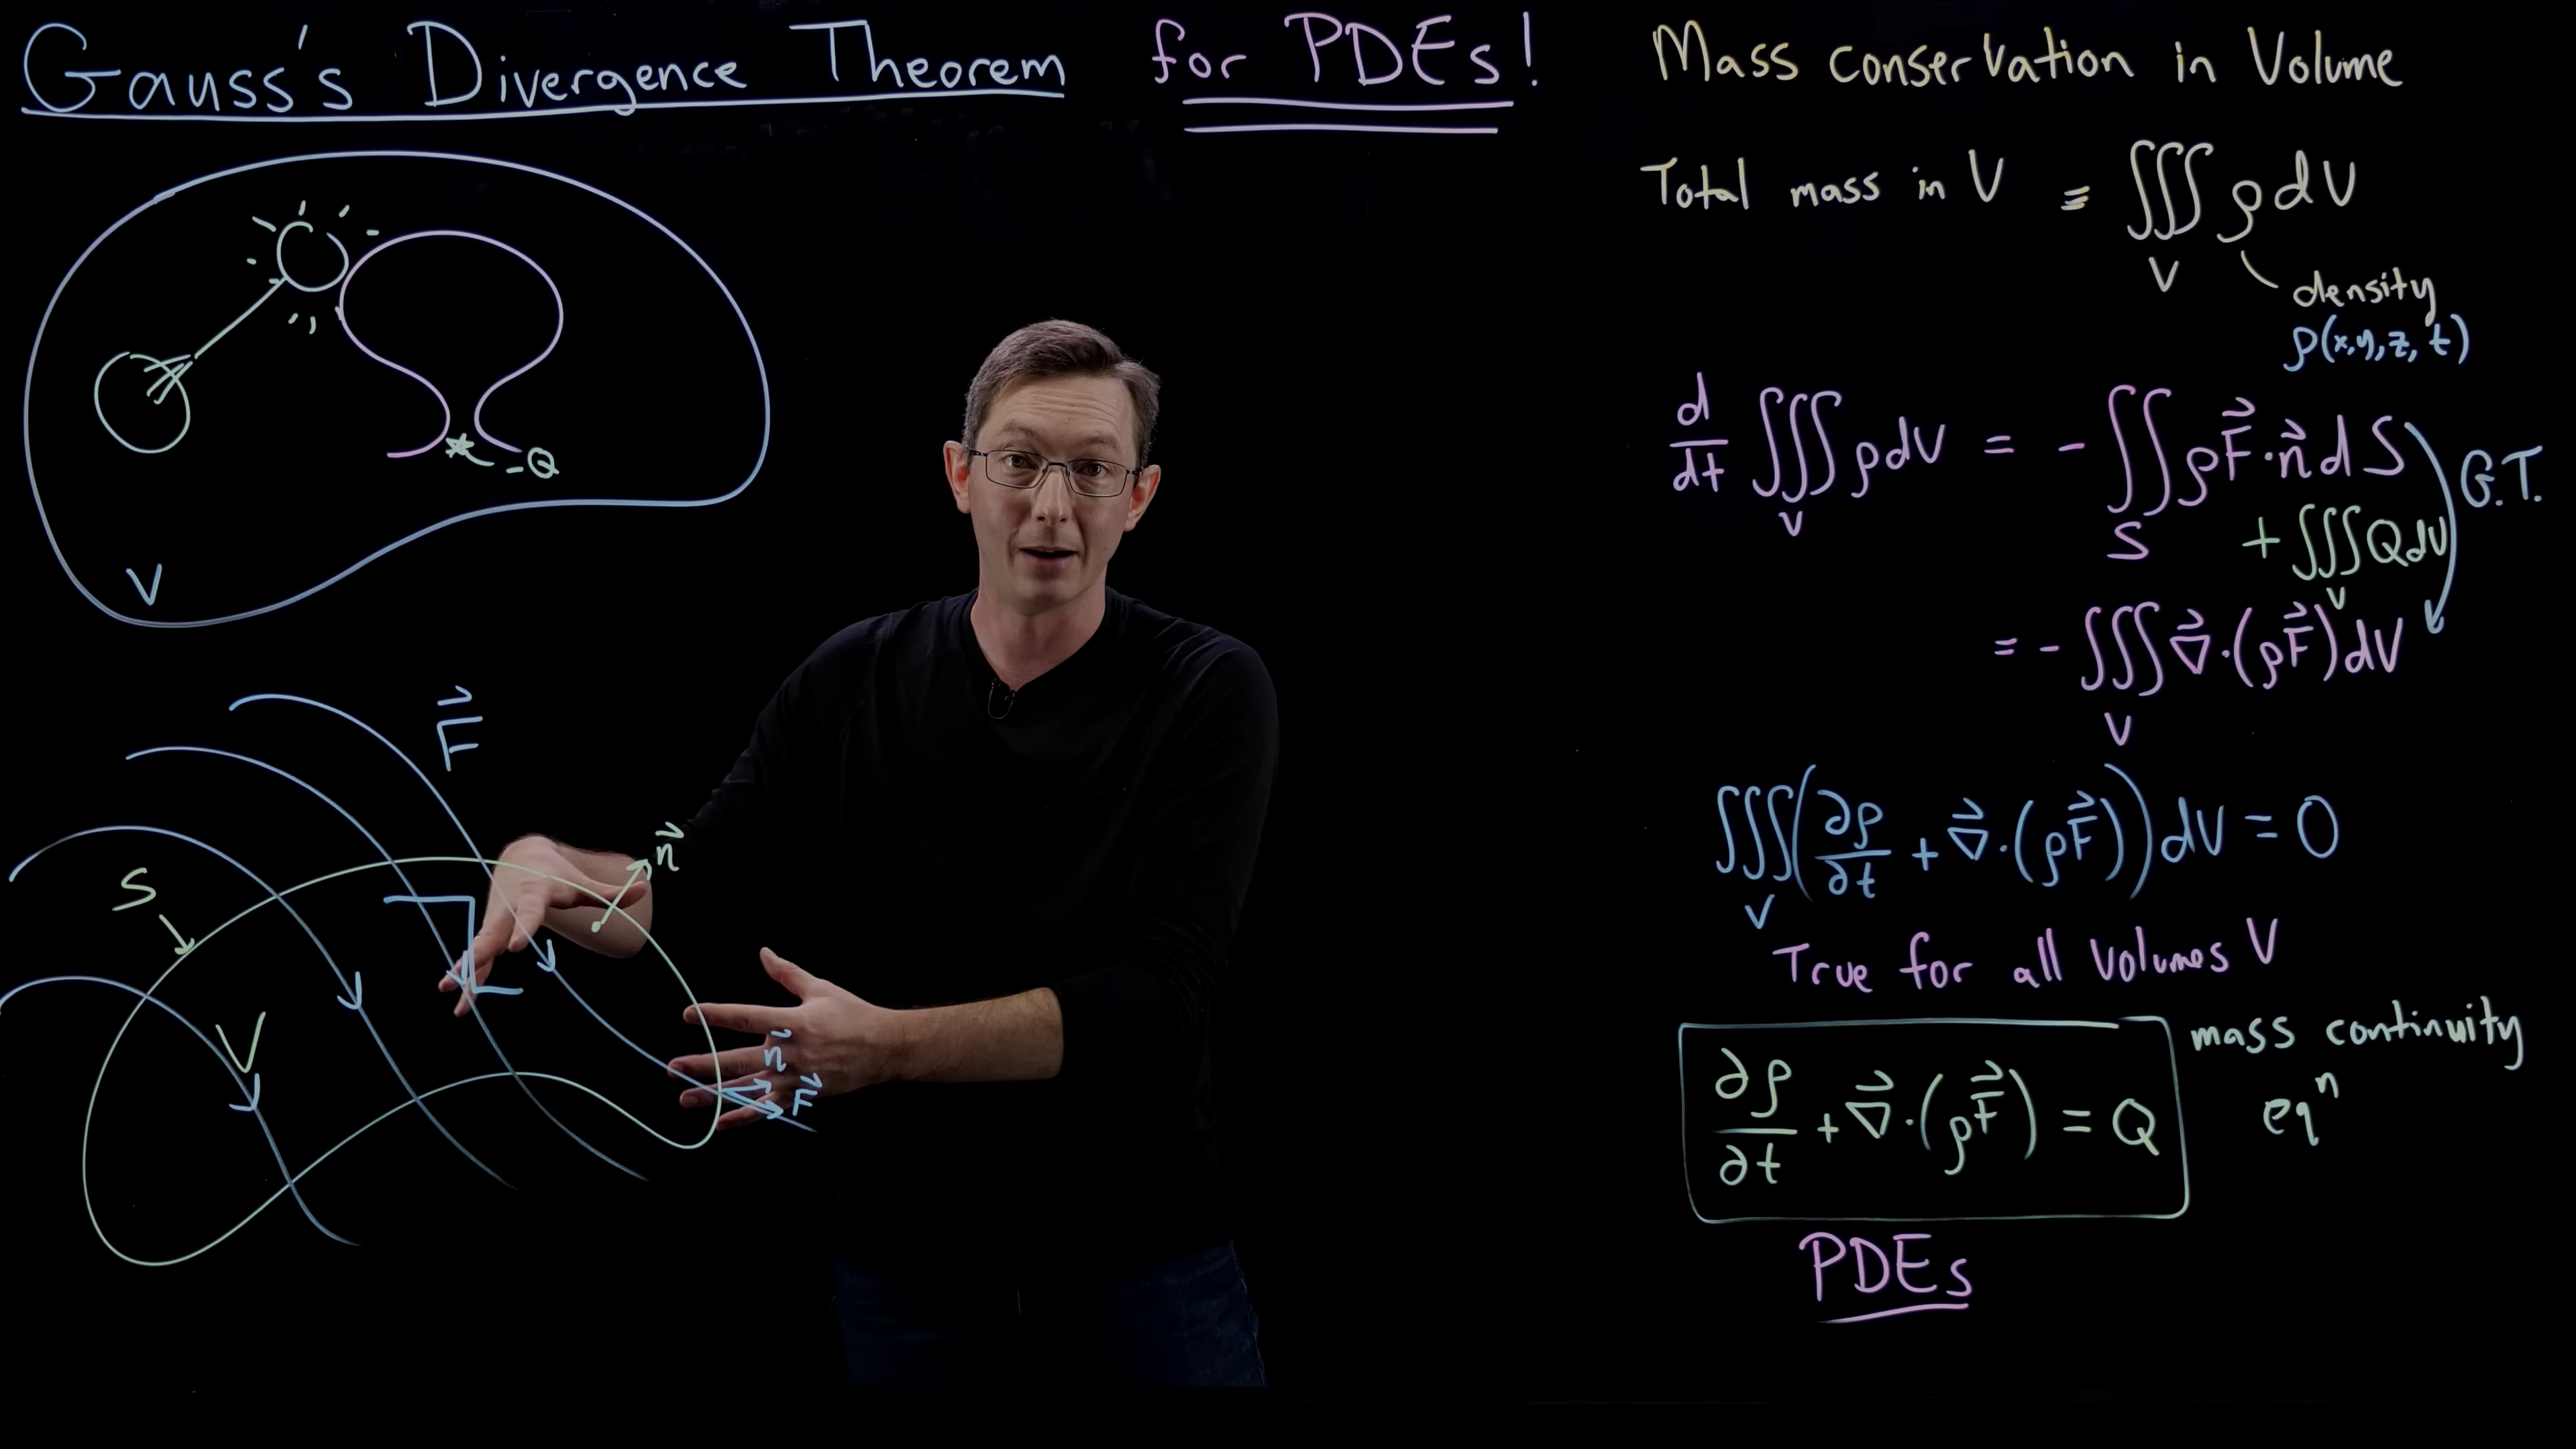 Gauss's Divergence Theorem for PDEs!
V
-Q
F⃗
n⃗
S
V
n⃗
F⃗
Mass conservation in Volume
Total mass in V ≡ ∭_V ρ dV
density
ρ(x,y,z,t)
d/dt ∭_V ρ dV = - ∬_S ρF⃗·n⃗ dS
G.T.
+ ∭_V Q dV
= - ∭_V ∇⃗·(ρF⃗) dV
∭_V (∂ρ/∂t + ∇⃗·(ρF⃗)) dV = 0
True for all Volumes V
∂ρ/∂t + ∇⃗·(ρF⃗) = Q
mass continuity
eqⁿ
PDEs